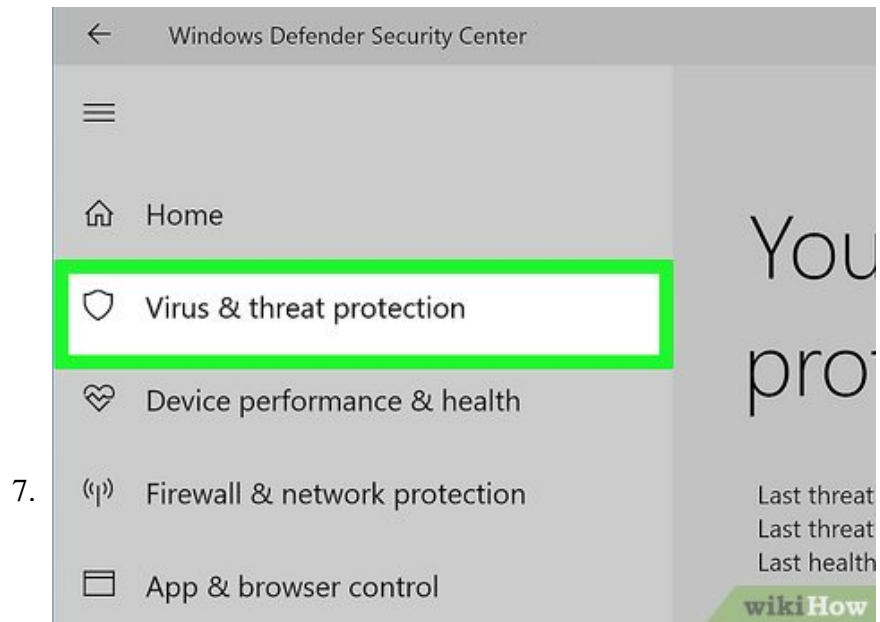 Windows Defender Security Center
Home
Virus & threat protection
Device performance & health
7.
Firewall & network protection
App & browser control
You
pro
Last threat
Last threat
Last health
wikiHow